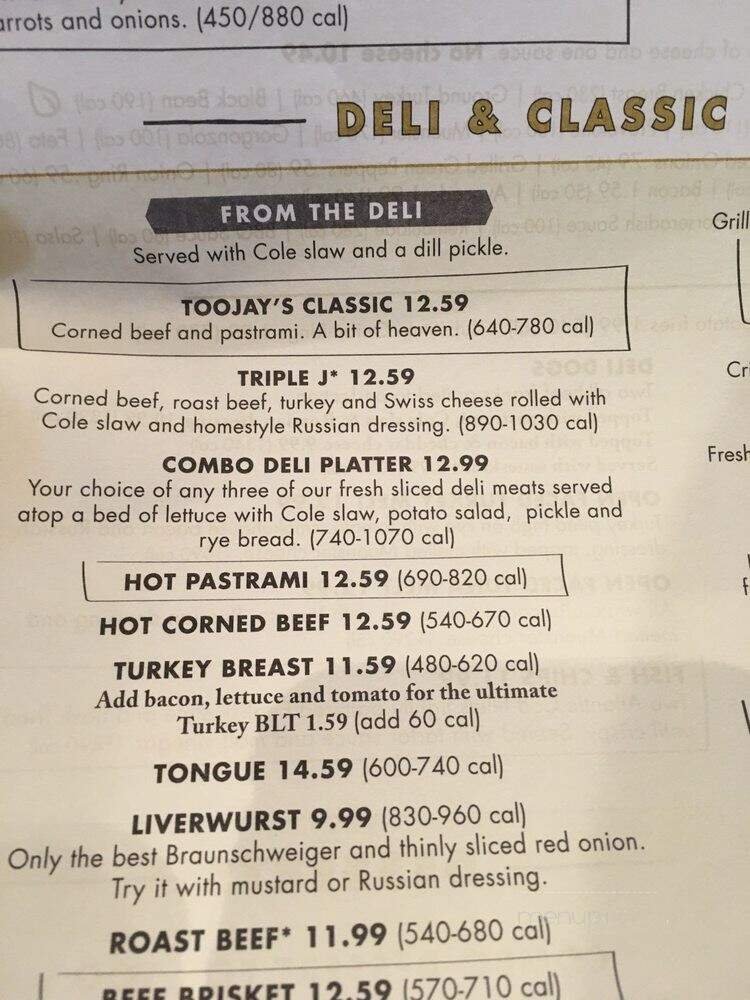 arrots and onions. (450/880 cal)
DELI & CLASSIC
FROM THE DELI
Served with Cole slaw and a dill pickle.
Grill
TOOJAY'S CLASSIC 12.59
Corned beef and pastrami. A bit of heaven. (640-780 cal)
TRIPLE J* 12.59
Cri
Corned beef, roast beef, turkey and Swiss cheese rolled with
Cole slaw and homestyle Russian dressing. (890-1030 cal)
COMBO DELI PLATTER 12.99
Fresh
Your choice of any three of our fresh sliced deli meats served
atop a bed of lettuce with Cole slaw, potato salad, pickle and
rye bread. (740-1070 cal)
HOT PASTRAMI 12.59 (690-820 cal)
HOT CORNED BEEF 12.59 (540-670 cal)
TURKEY BREAST 11.59 (480-620 cal)
Add bacon, lettuce and tomato for the ultimate
Turkey BLT 1.59 (add 60 cal)
TONGUE 14.59 (600-740 cal)
LIVERWURST 9.99 (830-960 cal)
Only the best Braunschweiger and thinly sliced red onion.
Try it with mustard or Russian dressing.
ROAST BEEF* 11.99 (540-680 cal)
BEEF BRISKET 12.59 (570-710 cal)